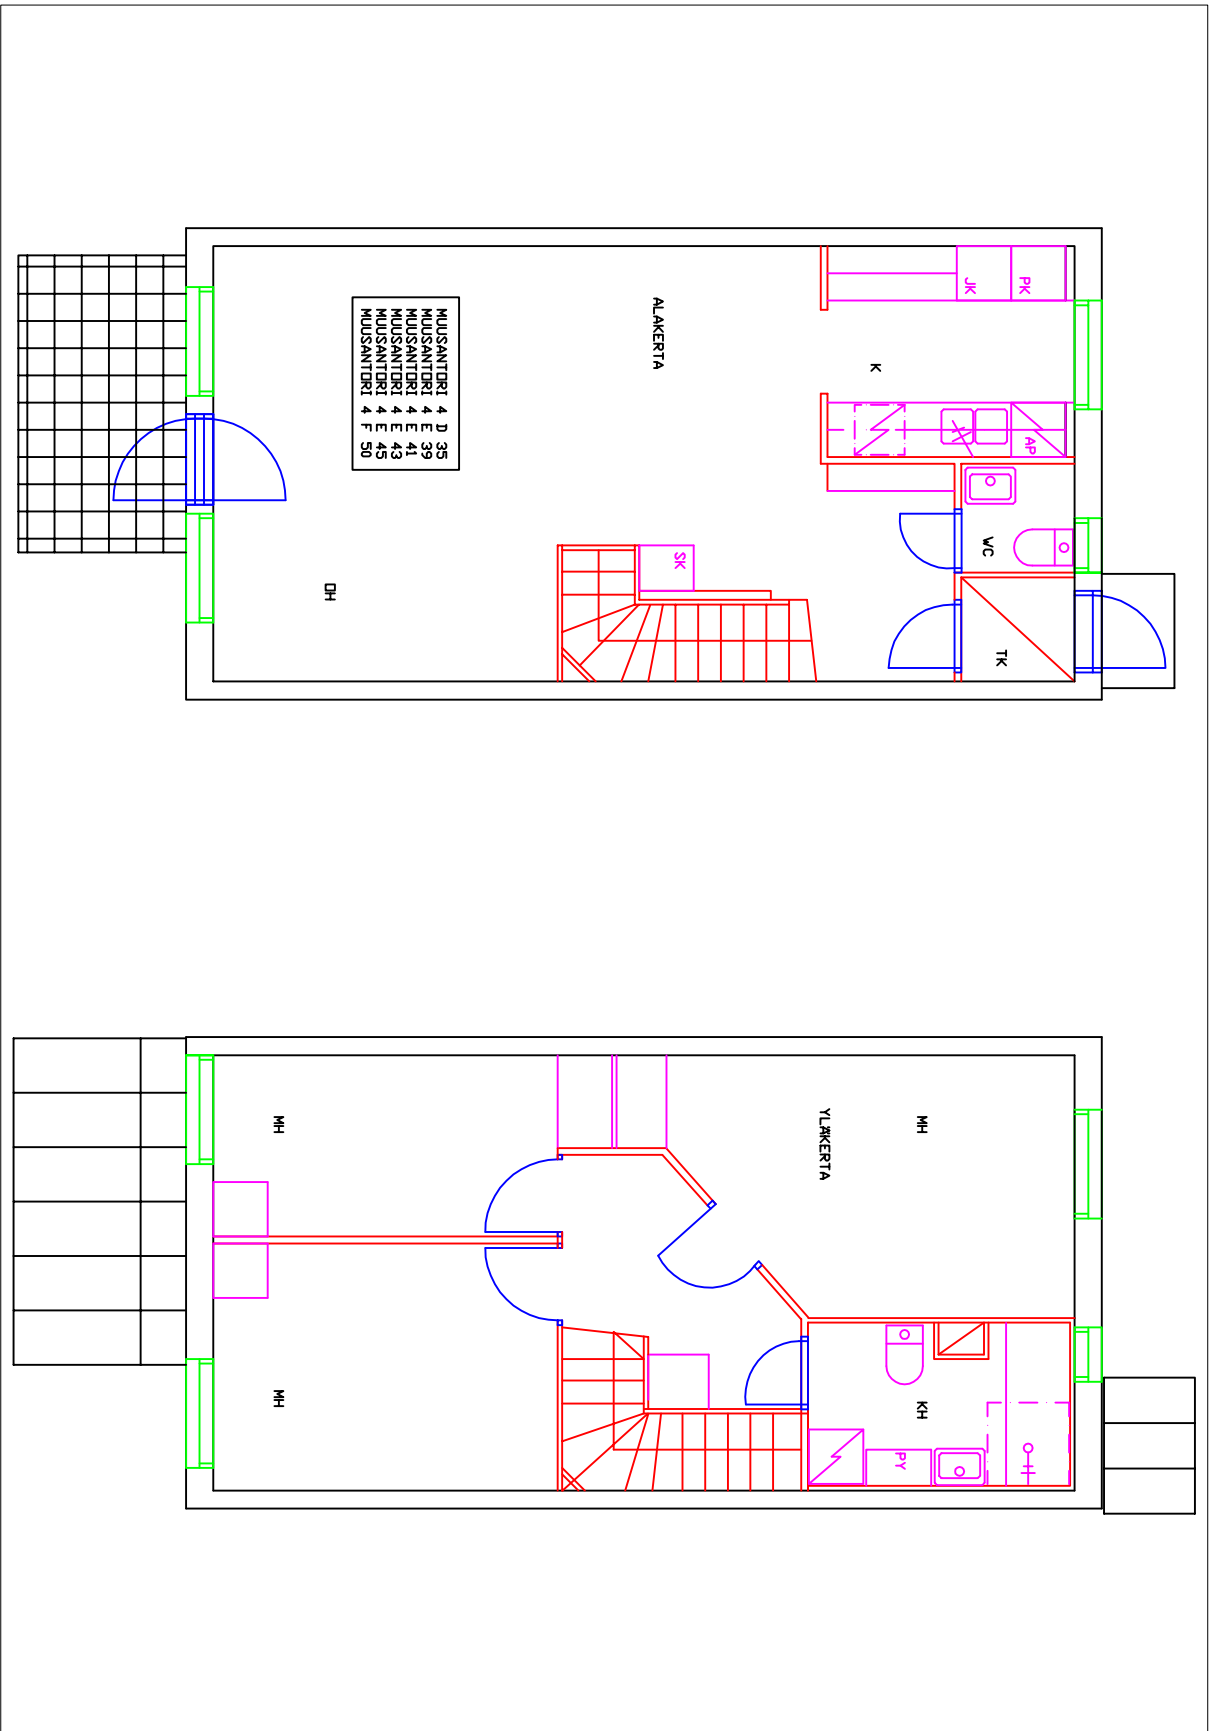 PK
JK
ALAKERTA
K
MUUSANTORI 4 D 35
MUUSANTORI 4 E 39
MUUSANTORI 4 E 41
MUUSANTORI 4 E 43
MUUSANTORI 4 E 45
MUUSANTORI 4 F 50
AP
WC
SK
OH
TK
MH
YLÄKERTA
MH
MH
KH
PY